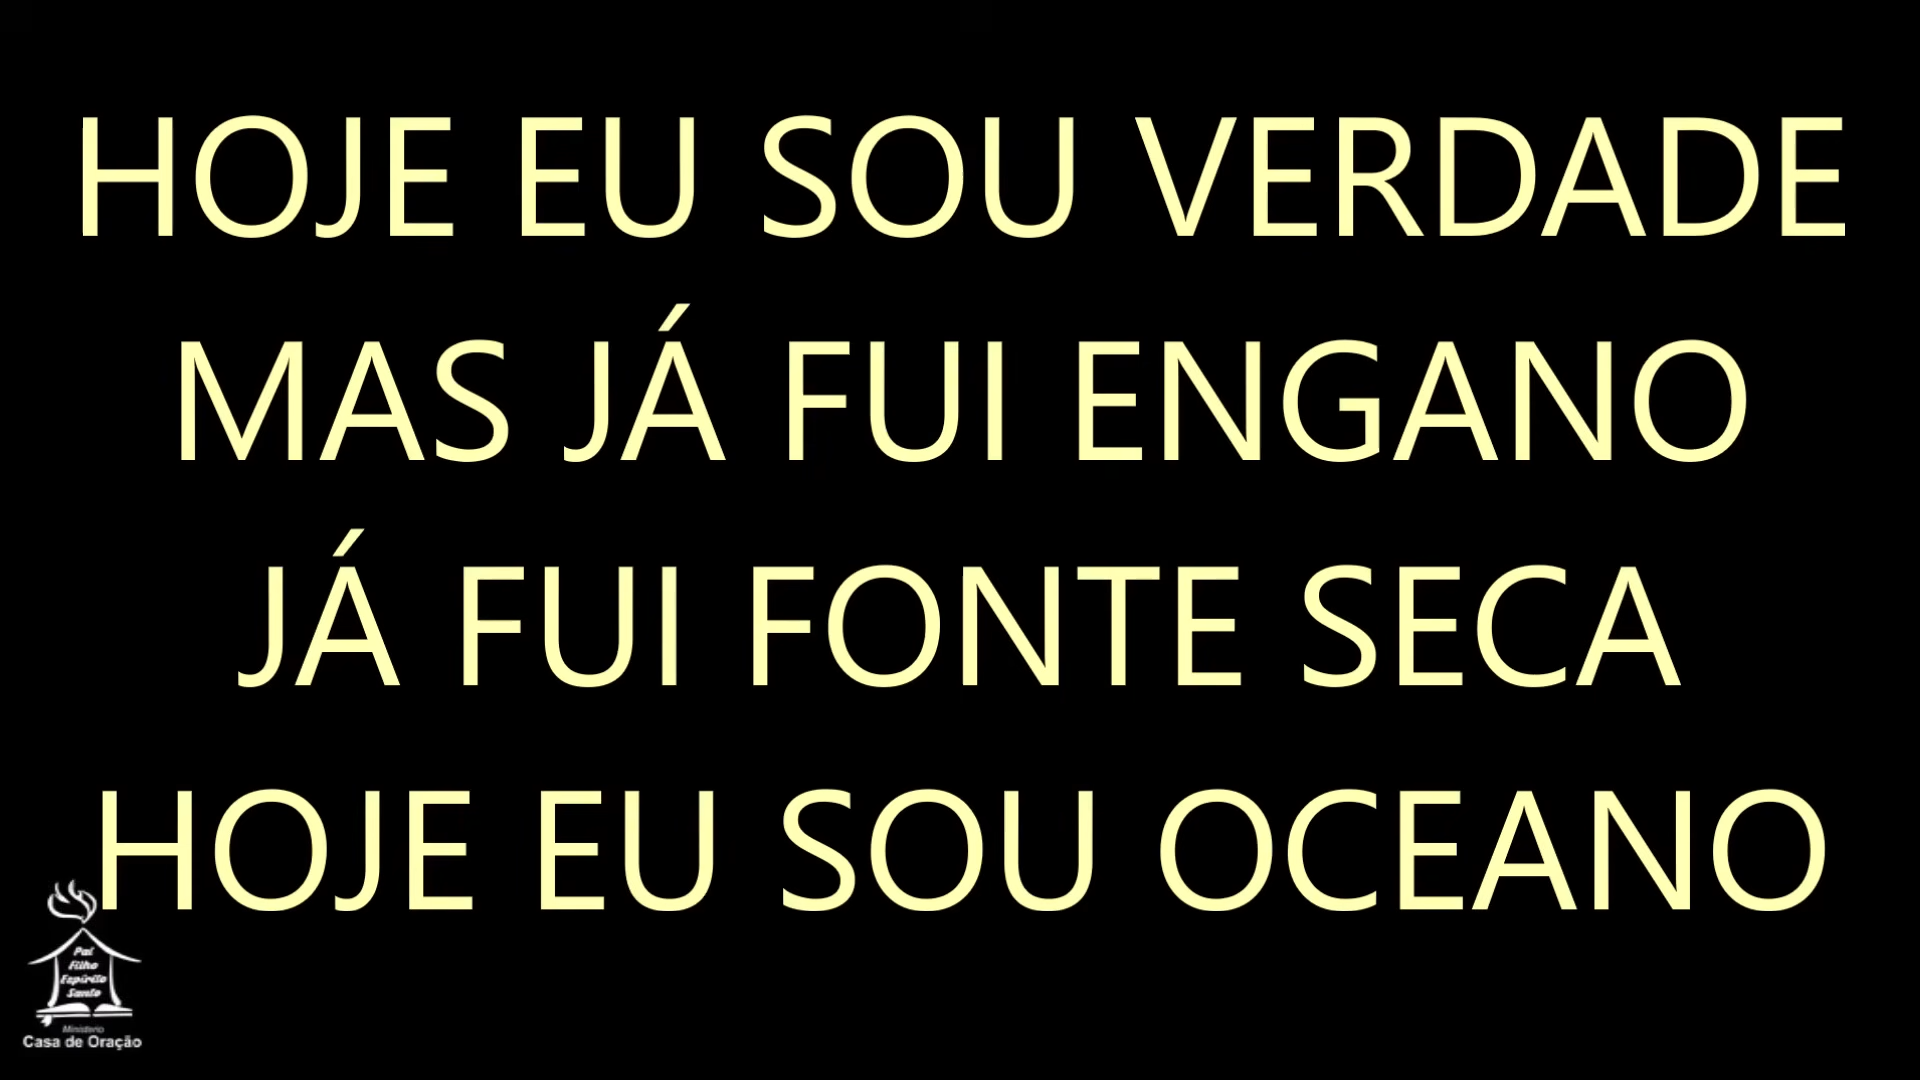 HOJE EU SOU VERDADE
MAS JÁ FUI ENGANO
JÁ FUI FONTE SECA
HOJE EU SOU OCEANO
Pai
Filho
Espírito
Santo
Ministerio
Casa de Oração